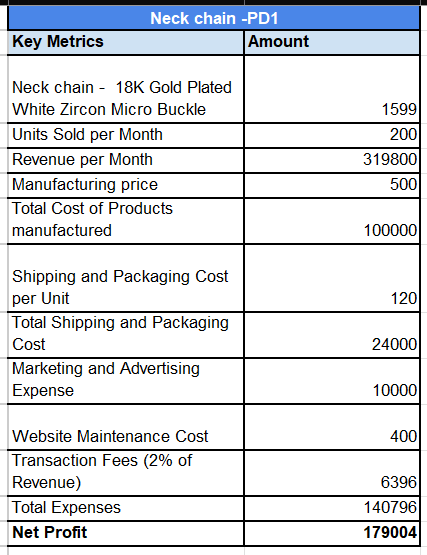 Neck chain -PD1
Key Metrics Amount
Neck chain - 18K Gold Plated
White Zircon Micro Buckle 1599
Units Sold per Month 200
Revenue per Month 319800
Manufacturing price 500
Total Cost of Products
manufactured 100000
Shipping and Packaging Cost
per Unit 120
Total Shipping and Packaging
Cost 24000
Marketing and Advertising
Expense 10000
Website Maintenance Cost 400
Transaction Fees (2% of
Revenue) 6396
Total Expenses 140796
Net Profit 179004